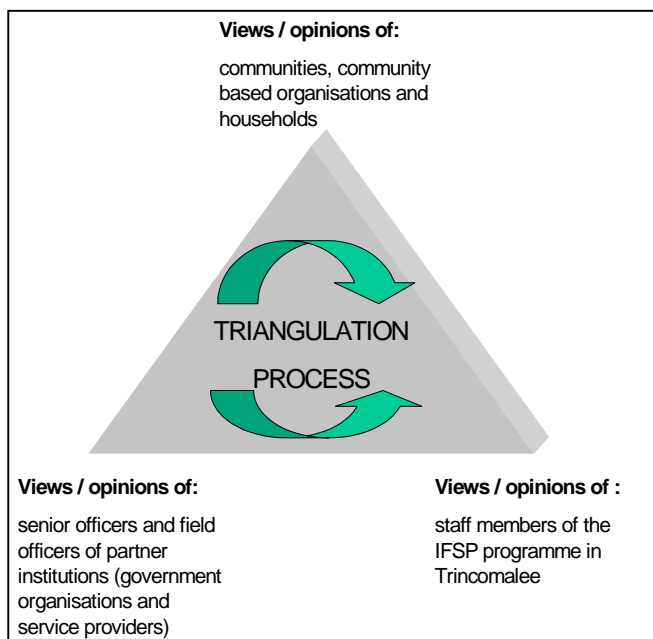 Views / opinions of:
communities, community
based organisations and
households
TRIANGULATION
PROCESS
Views / opinions of:
senior officers and field
officers of partner
institutions (government
organisations and
service providers)
Views / opinions of :
staff members of the
IFSP programme in
Trincomalee